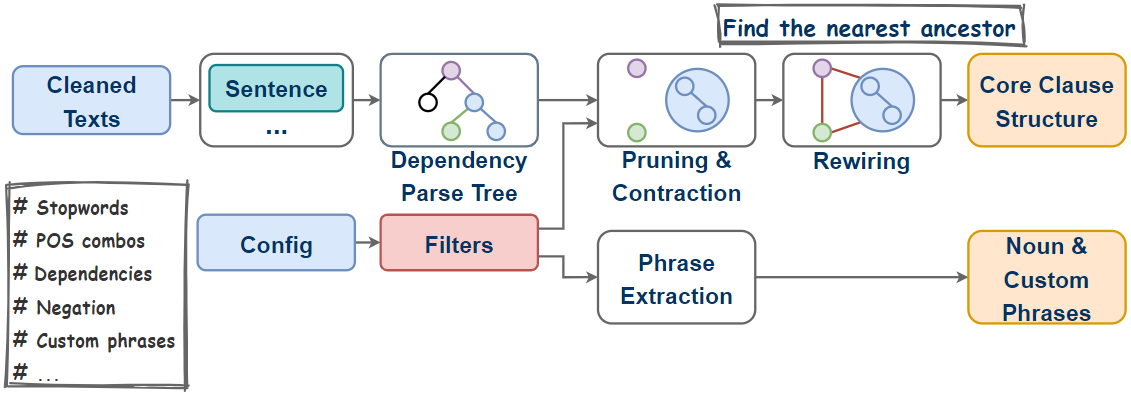 Find the nearest ancestor
Cleaned
Texts
Sentence
...
Dependency
Parse Tree
Pruning &
Contraction
Rewiring
Core Clause
Structure
# Stopwords
# POS combos
# Dependencies
# Negation
# Custom phrases
# ...
Config
Filters
Phrase
Extraction
Noun &
Custom
Phrases